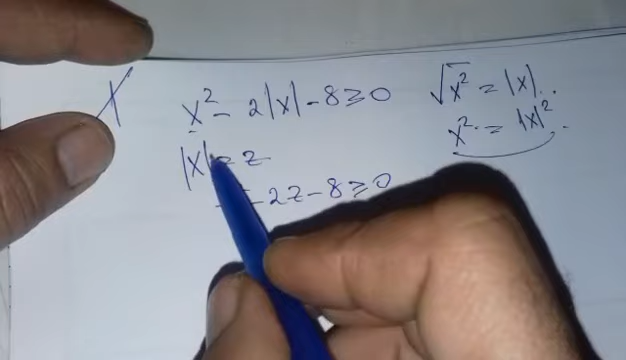 x² - 2|x| - 8 ≥ 0
√x² = |x| ..
x² = |x|² ..
|x| = z
- 2z - 8 ≥ 0